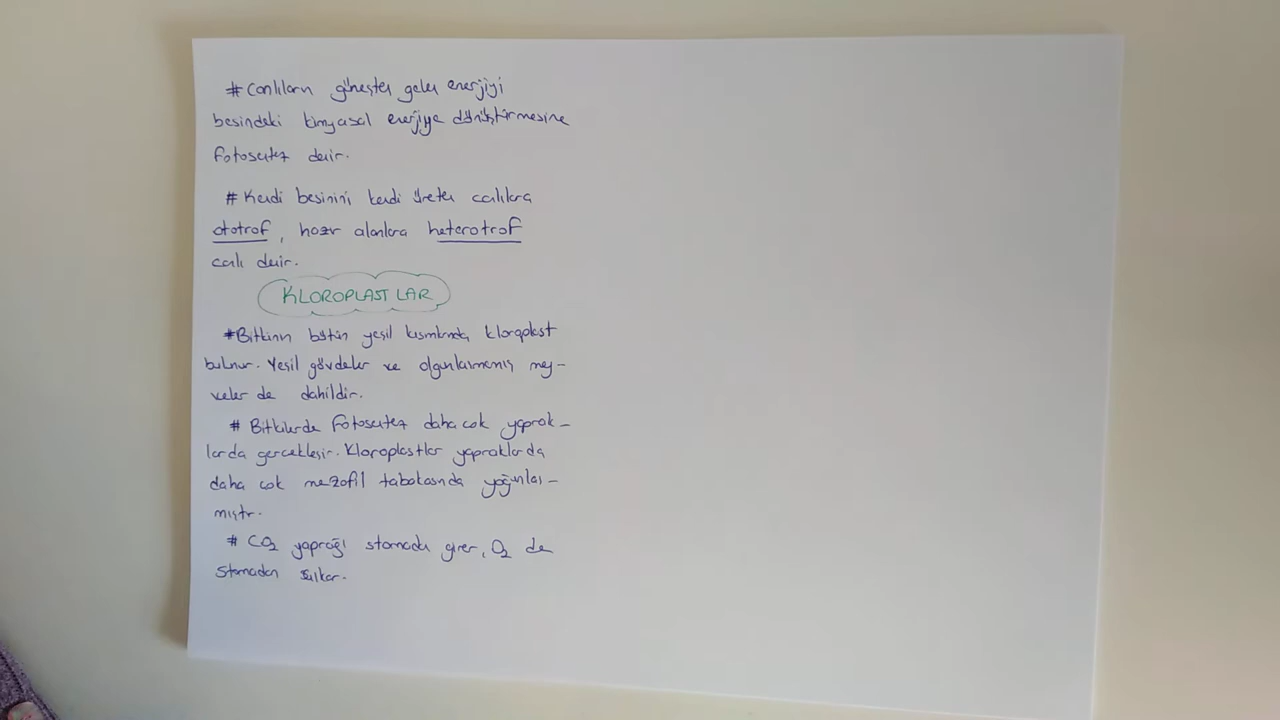 # Canlıların güneşten gelen enerjiyi
besindeki kimyasal enerjiye dönüştürmesine
fotosentez denir.
# Kendi besinini kendi üreten canlılara
ototrof, hazır alanlara heterotrof
canlı denir.
KLOROPLASTLAR
*Bitkinin bütün yeşil kısmında kloroplast
bulunur. Yeşil gövdeler ve olgunlaşmamış mey-
veler de dahildir.
# Bitkilerde fotosentez daha çok yaprak-
larda gerçekleşir. Kloroplastlar yapraklarda
daha çok mezofil tabakasında yoğunlaş-
mıştır.
# CO₂ yaprağı stomadan girer, O₂ de
stomadan çıkar.